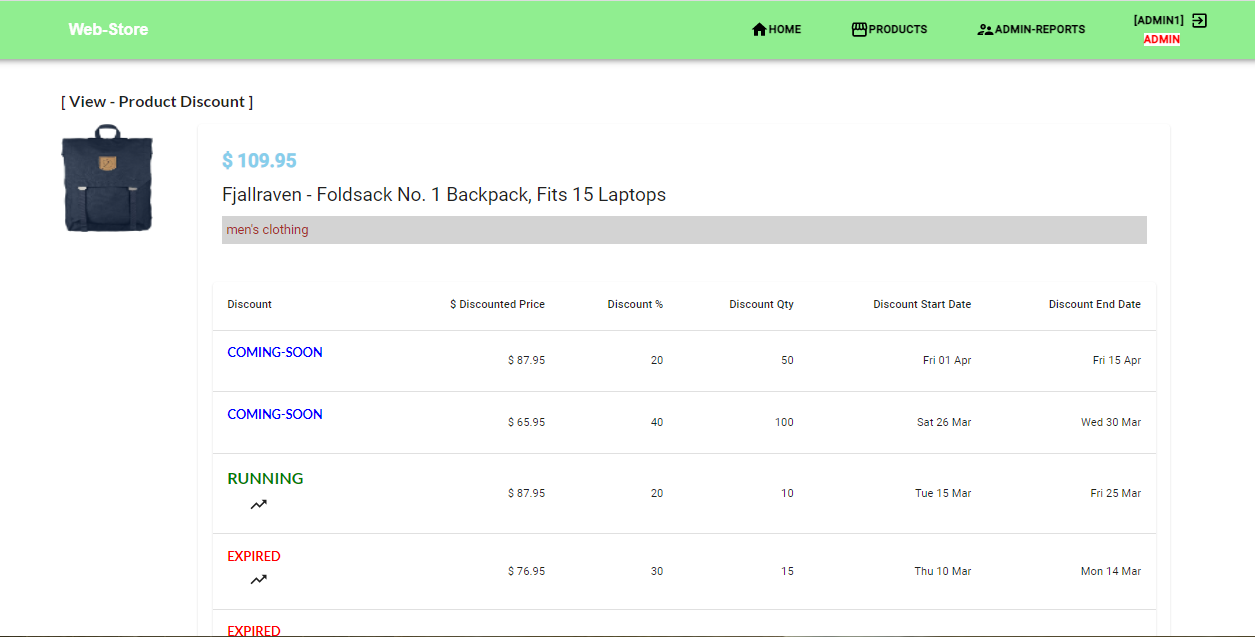 Web-Store
HOME
PRODUCTS
ADMIN-REPORTS
[ADMIN1]
ADMIN
[ View - Product Discount ]
$ 109.95
Fjallraven - Foldsack No. 1 Backpack, Fits 15 Laptops
men's clothing
Discount $ Discounted Price Discount % Discount Qty Discount Start Date Discount End Date
COMING-SOON $ 87.95 20 50 Fri 01 Apr Fri 15 Apr
COMING-SOON $ 65.95 40 100 Sat 26 Mar Wed 30 Mar
RUNNING $ 87.95 20 10 Tue 15 Mar Fri 25 Mar
EXPIRED $ 76.95 30 15 Thu 10 Mar Mon 14 Mar
EXPIRED